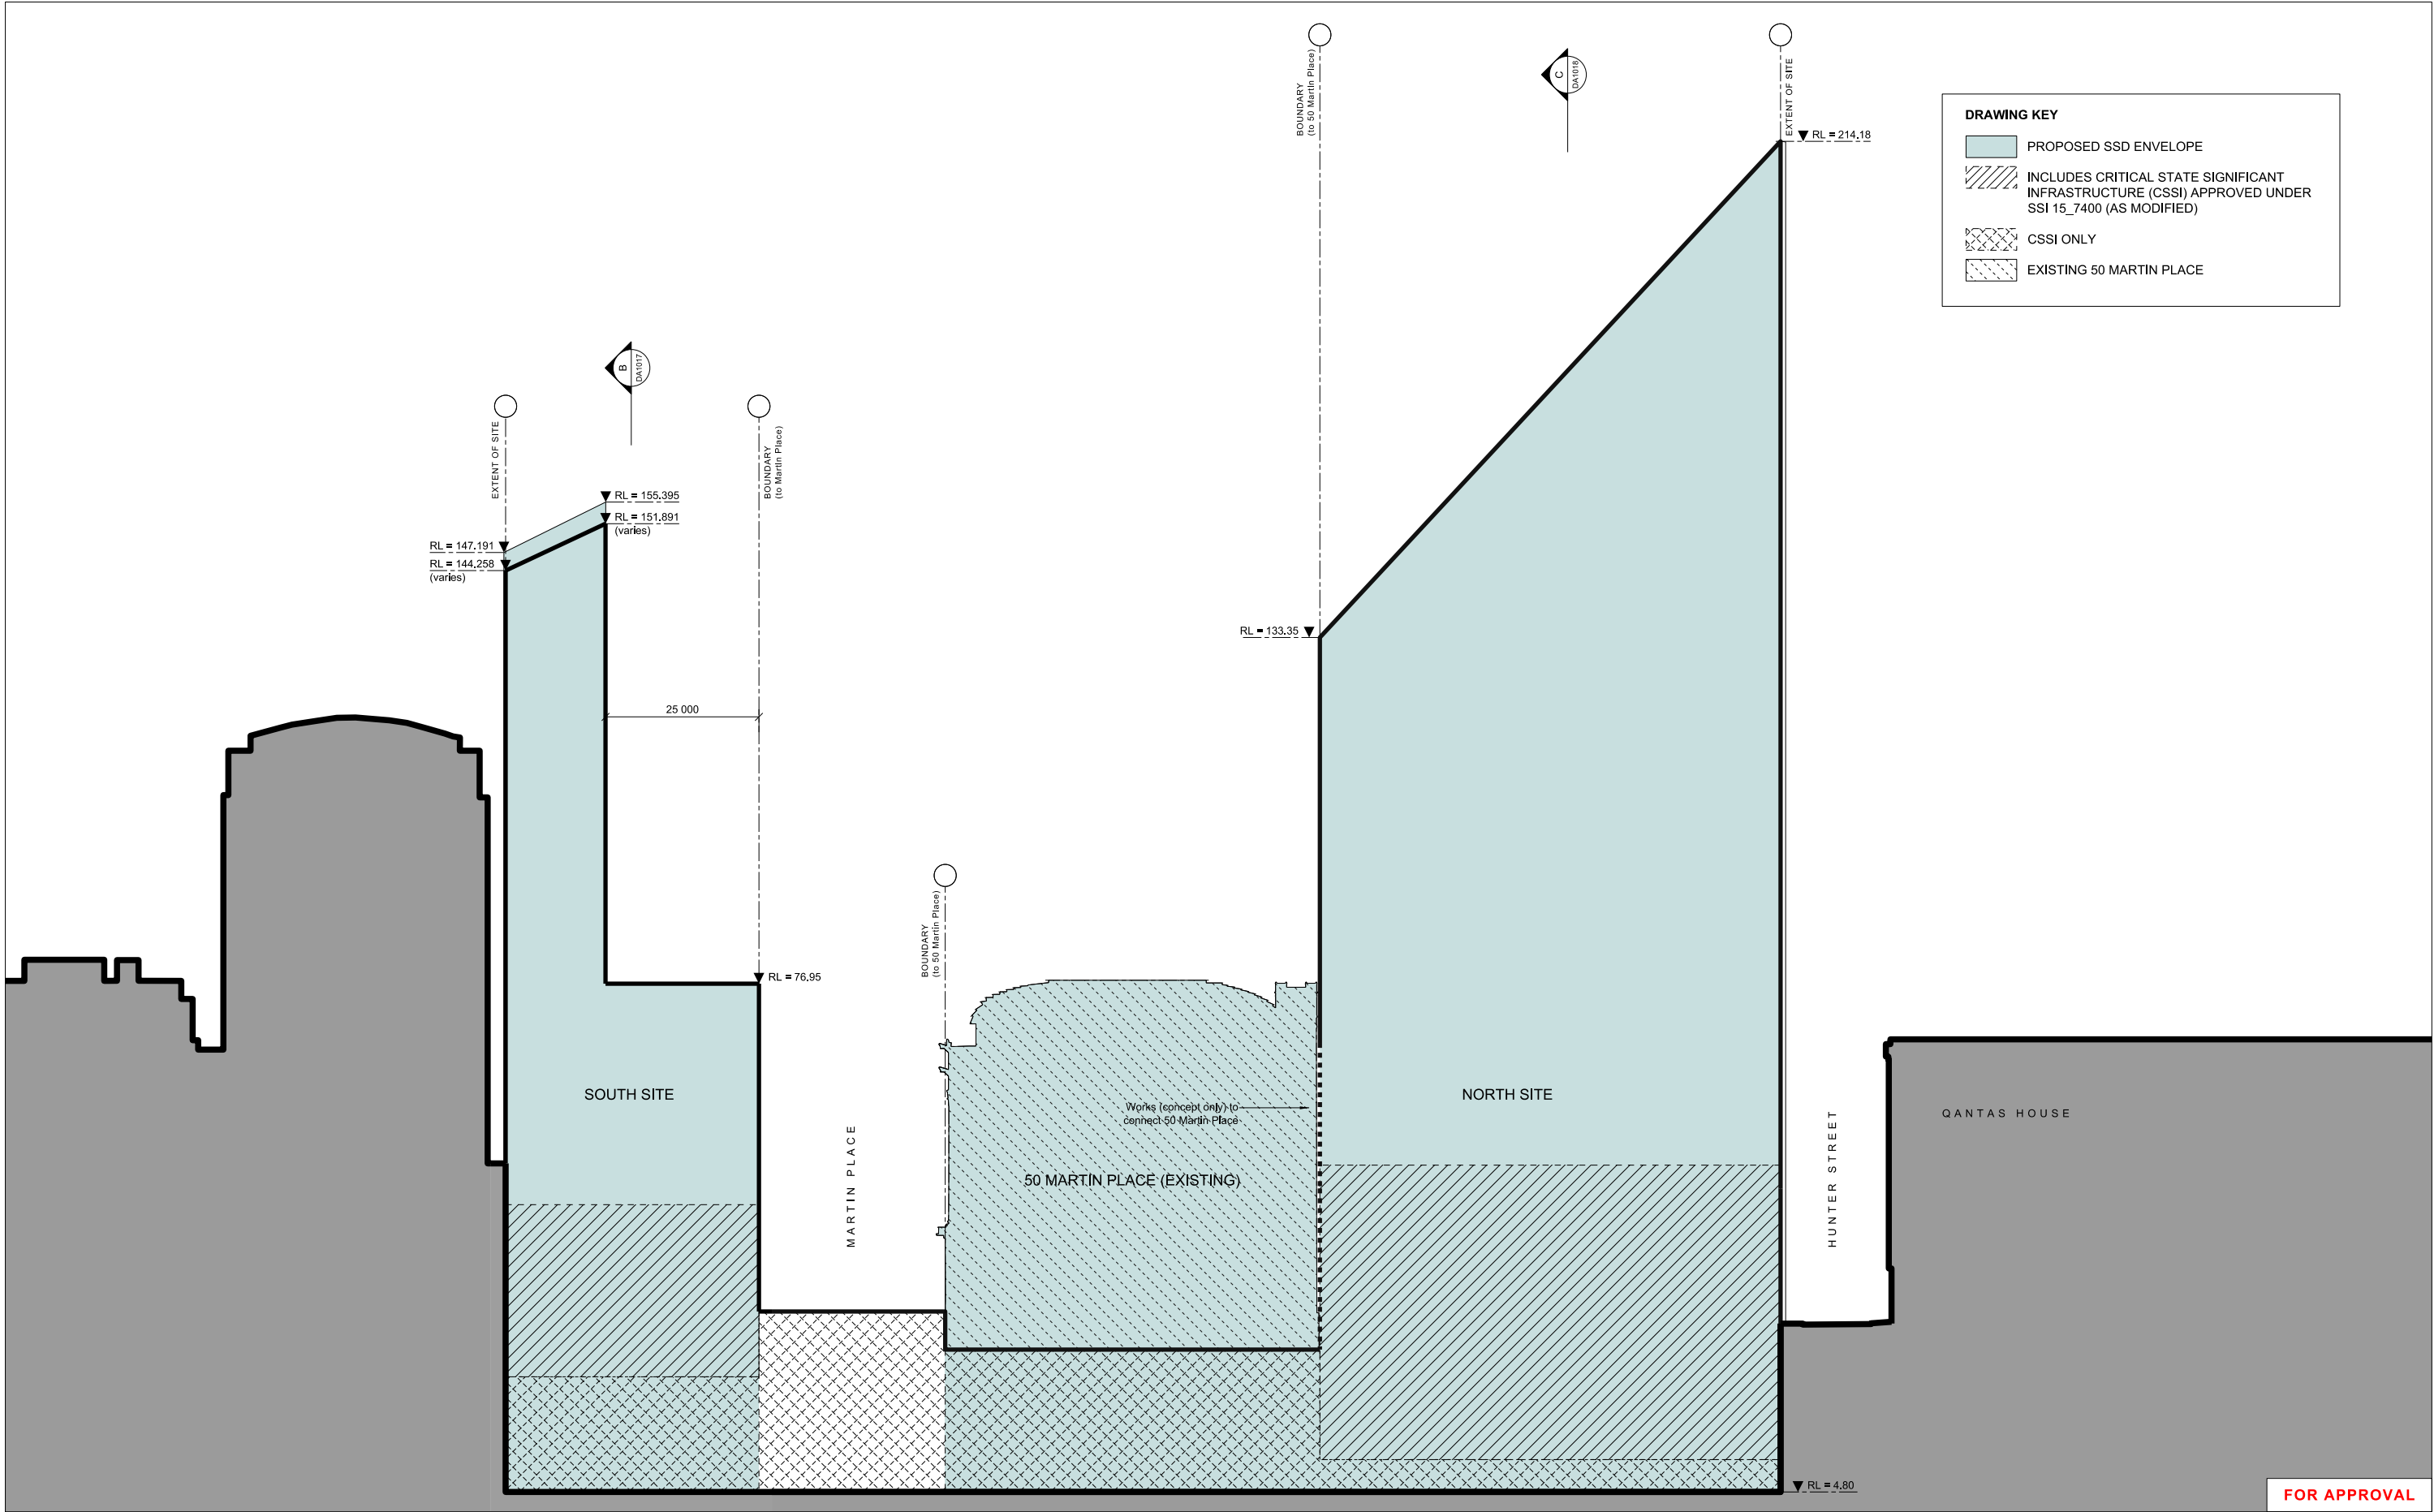 BOUNDARY
(to 50 Martin Place)
C
DA1018
EXTENT OF SITE
RL = 214.18
DRAWING KEY
PROPOSED SSD ENVELOPE
INCLUDES CRITICAL STATE SIGNIFICANT
INFRASTRUCTURE (CSSI) APPROVED UNDER
SSI 15_7400 (AS MODIFIED)
CSSI ONLY
EXISTING 50 MARTIN PLACE
B
DA1017
EXTENT OF SITE
BOUNDARY
(to Martin Place)
RL = 155.395
RL = 151.891
(varies)
RL = 147.191
RL = 144.258
(varies)
RL = 133.35
25 000
BOUNDARY
(to 50 Martin Place)
RL = 76.95
SOUTH SITE
MARTIN PLACE
Works (concept only) to
connect 50 Martin Place
50 MARTIN PLACE (EXISTING)
NORTH SITE
HUNTER STREET
QANTAS HOUSE
RL = 4.80
FOR APPROVAL